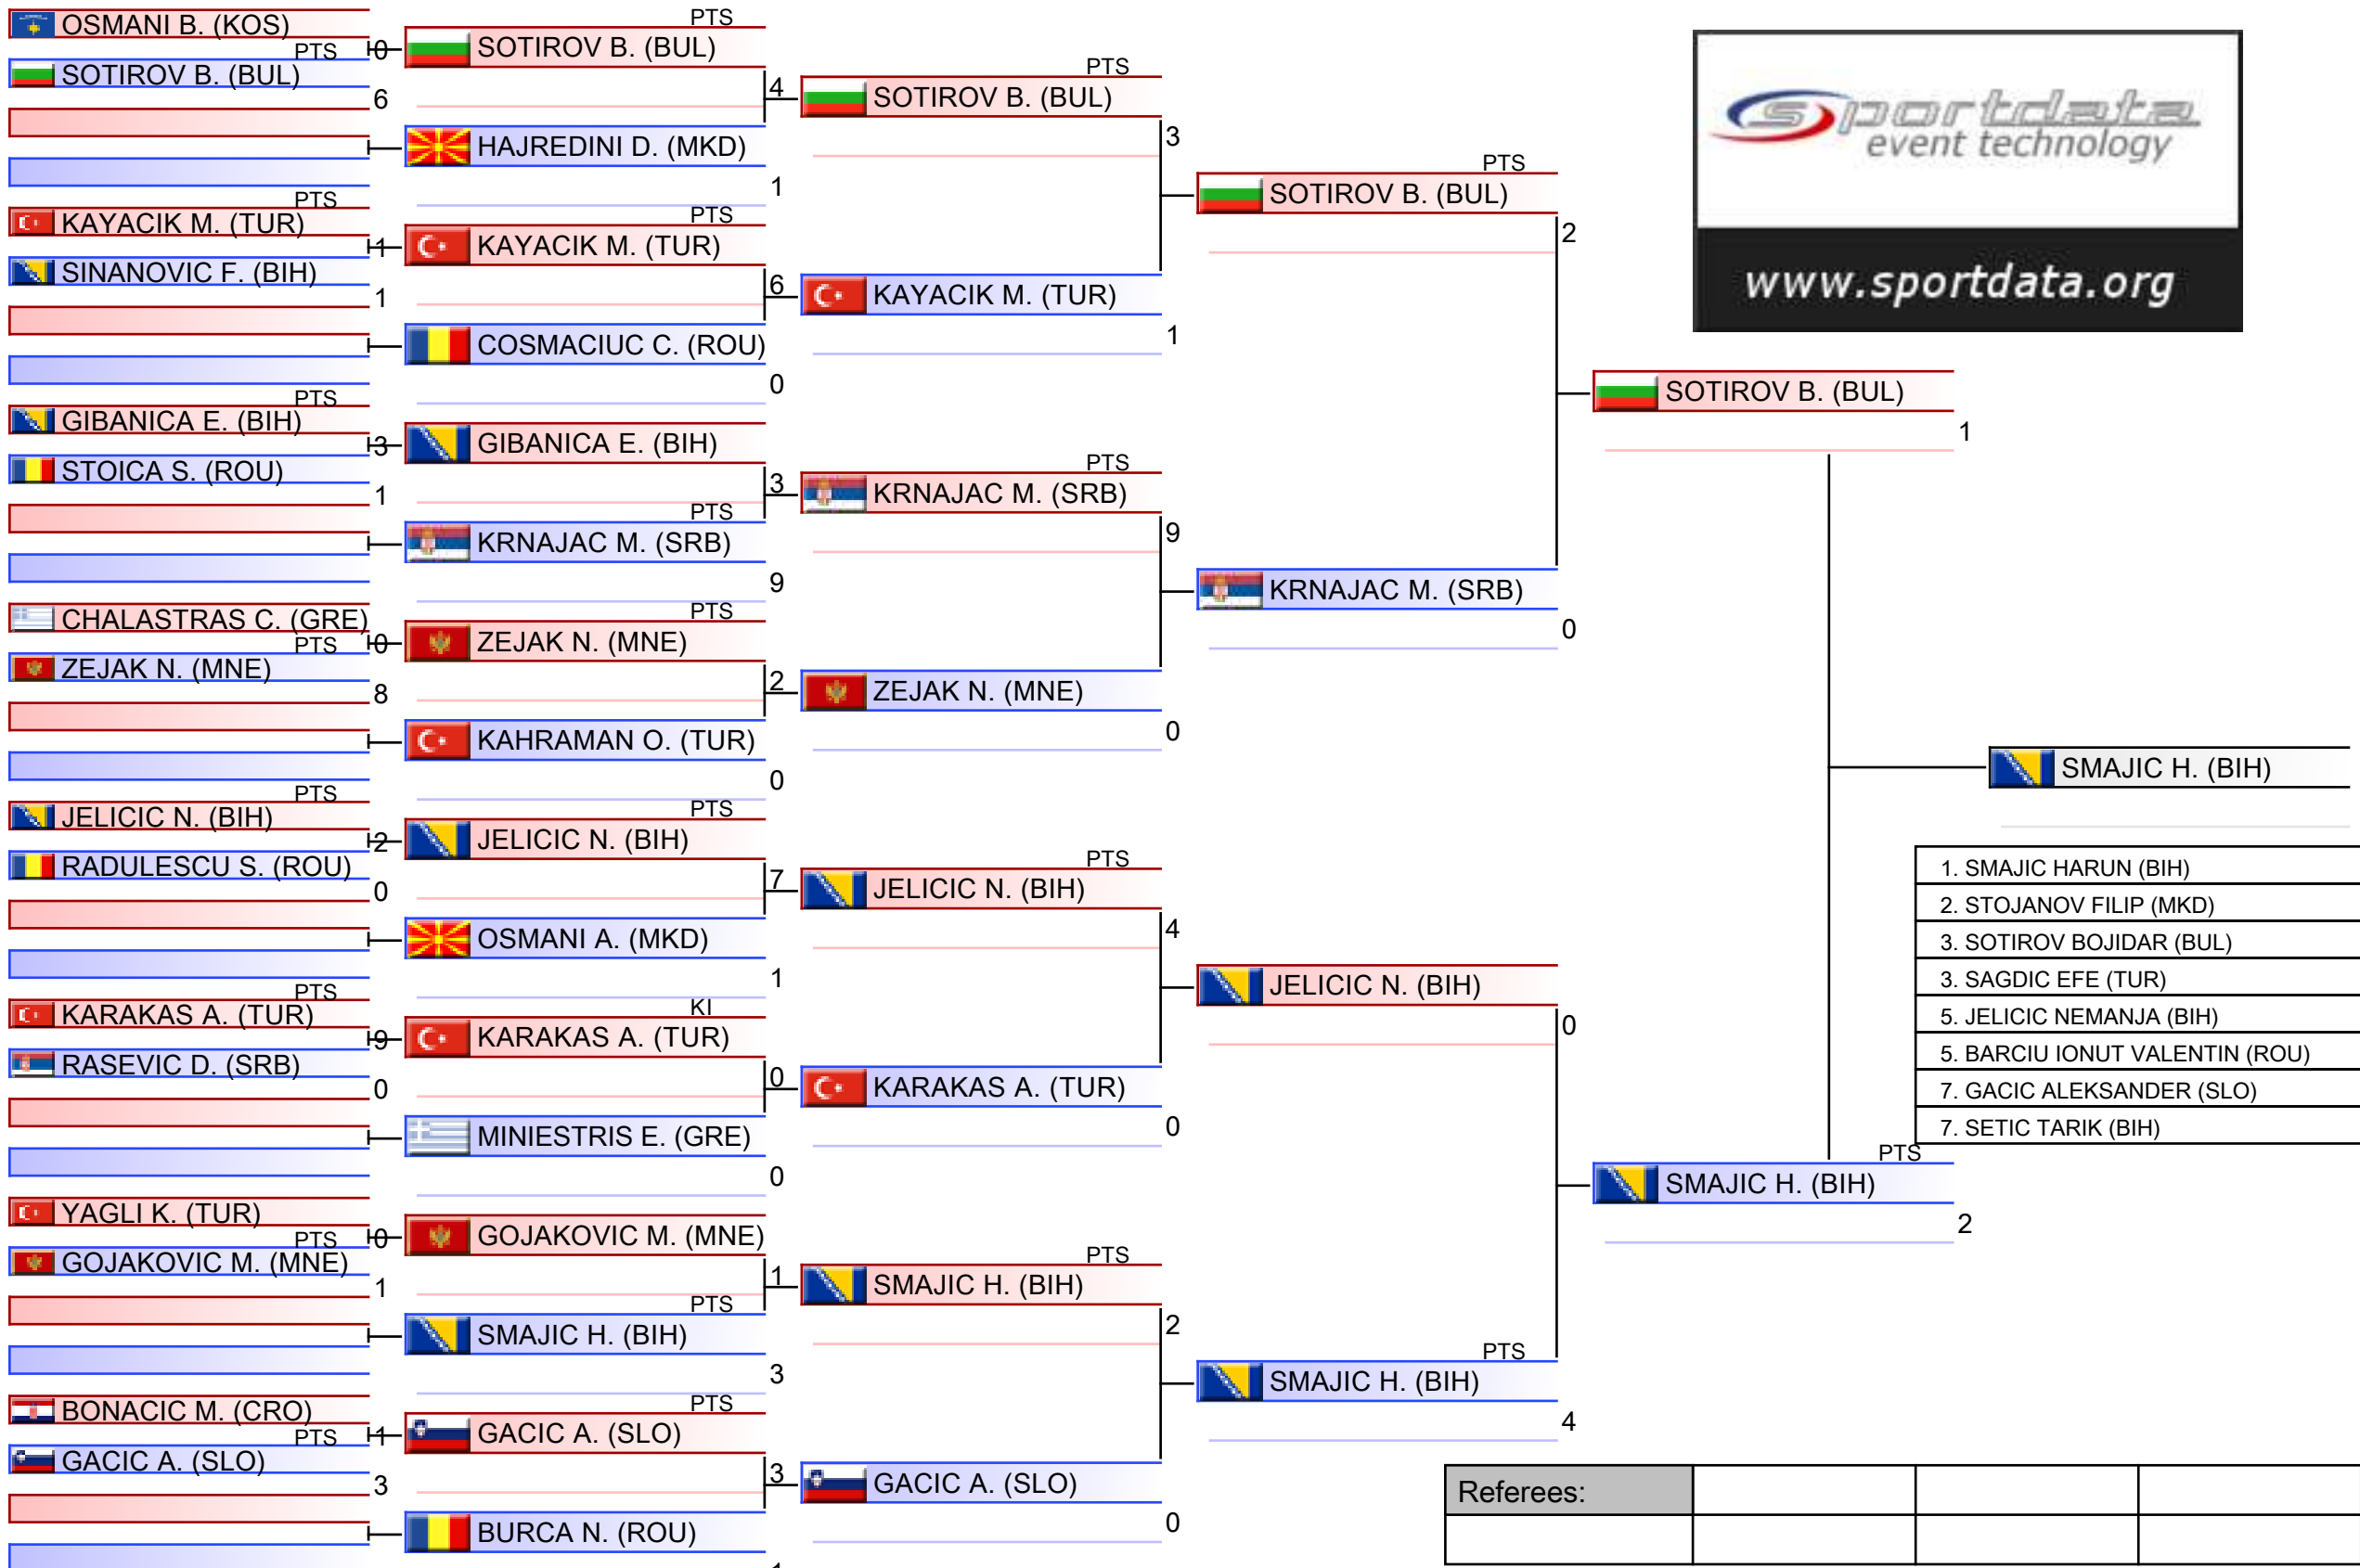 OSMANI B. (KOS)
PTS 0
SOTIROV B. (BUL)
6
PTS
KAYACIK M. (TUR)
1
SINANOVIC F. (BIH)
1
PTS
GIBANICA E. (BIH)
3
STOICA S. (ROU)
1
CHALASTRAS C. (GRE)
PTS 0
ZEJAK N. (MNE)
8
PTS
JELICIC N. (BIH)
2
RADULESCU S. (ROU)
0
PTS
KARAKAS A. (TUR)
9
RASEVIC D. (SRB)
0
YAGLI K. (TUR)
PTS 0
GOJAKOVIC M. (MNE)
1
BONACIC M. (CRO)
PTS 1
GACIC A. (SLO)
3
PTS
SOTIROV B. (BUL)
4
HAJREDINI D. (MKD)
1
PTS
KAYACIK M. (TUR)
6
COSMACIUC C. (ROU)
0
GIBANICA E. (BIH)
3
PTS
KRNAJAC M. (SRB)
9
PTS
ZEJAK N. (MNE)
2
KAHRAMAN O. (TUR)
0
PTS
JELICIC N. (BIH)
7
OSMANI A. (MKD)
1
KI
KARAKAS A. (TUR)
0
MINIESTRIS E. (GRE)
0
GOJAKOVIC M. (MNE)
1
PTS
SMAJIC H. (BIH)
3
PTS
GACIC A. (SLO)
3
BURCA N. (ROU)
PTS
SOTIROV B. (BUL)
3
KAYACIK M. (TUR)
1
PTS
KRNAJAC M. (SRB)
9
ZEJAK N. (MNE)
0
PTS
JELICIC N. (BIH)
4
KARAKAS A. (TUR)
0
PTS
SMAJIC H. (BIH)
2
GACIC A. (SLO)
0
PTS
SOTIROV B. (BUL)
2
KRNAJAC M. (SRB)
0
JELICIC N. (BIH)
0
PTS
SMAJIC H. (BIH)
4
SOTIROV B. (BUL)
1
PTS
SMAJIC H. (BIH)
2
SMAJIC H. (BIH)
sportdata
event technology
www.sportdata.org
1. SMAJIC HARUN (BIH)
2. STOJANOV FILIP (MKD)
3. SOTIROV BOJIDAR (BUL)
3. SAGDIC EFE (TUR)
5. JELICIC NEMANJA (BIH)
5. BARCIU IONUT VALENTIN (ROU)
7. GACIC ALEKSANDER (SLO)
7. SETIC TARIK (BIH)
Referees: